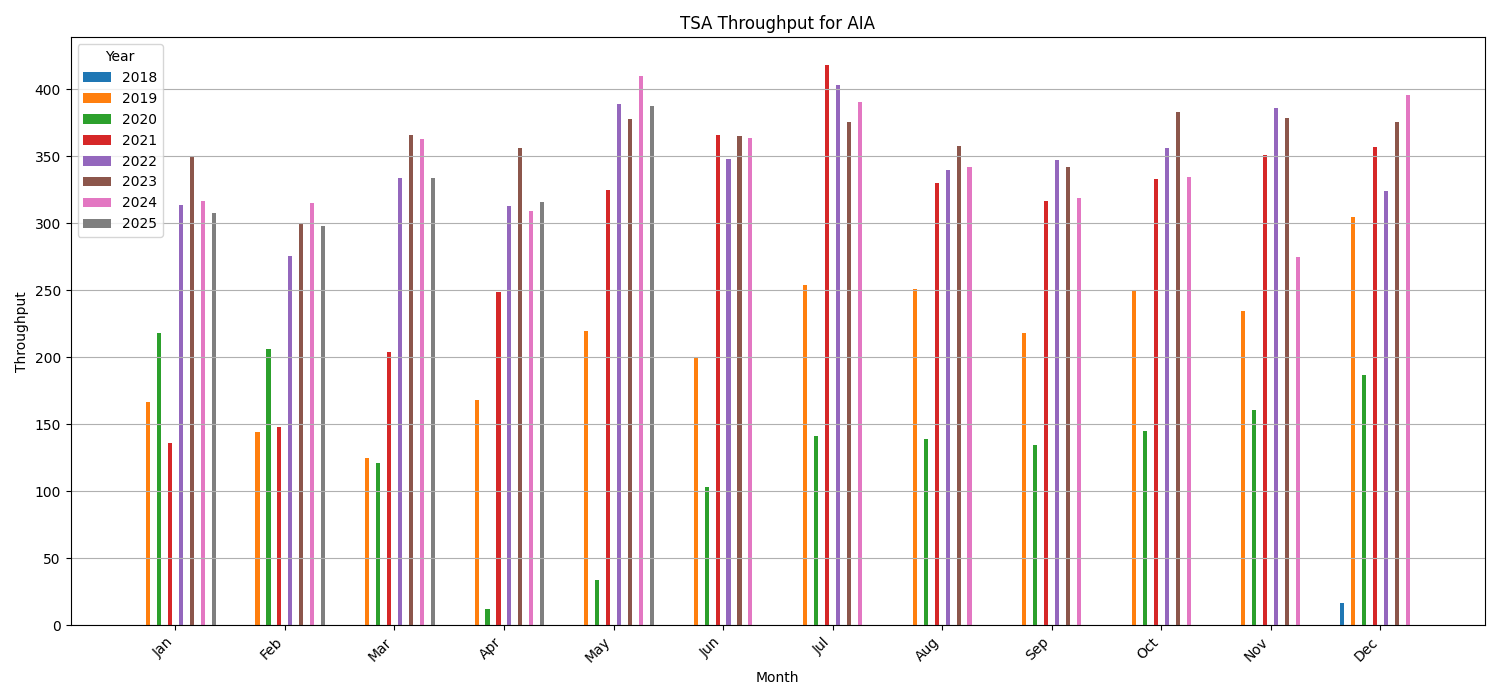 TSA Throughput for AIA
Year
2018
2019
2020
2021
2022
2023
2024
2025
Throughput
400
350
300
250
200
150
100
50
0
Jan
Feb
Mar
Apr
May
Jun
Jul
Aug
Sep
Oct
Nov
Dec
Month